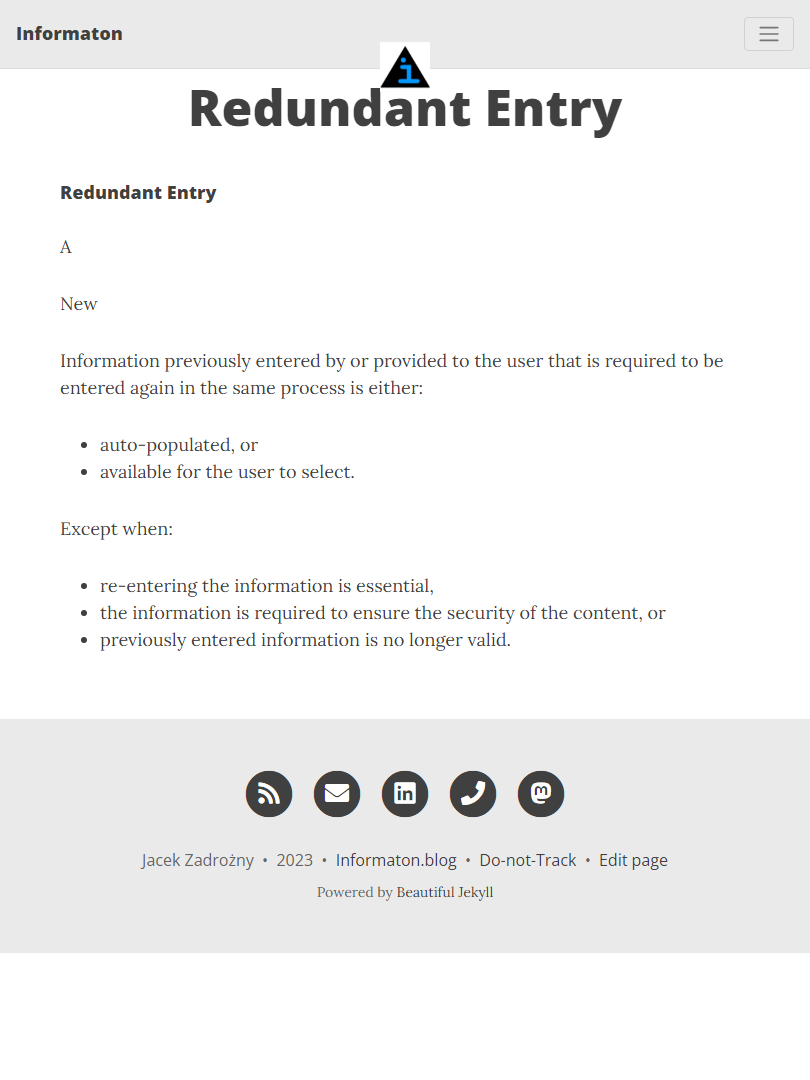 Informaton
Redundant Entry
Redundant Entry
A
New
Information previously entered by or provided to the user that is required to be
entered again in the same process is either:
auto-populated, or
available for the user to select.
Except when:
re-entering the information is essential,
the information is required to ensure the security of the content, or
previously entered information is no longer valid.
Jacek Zadrożny • 2023 • Informaton.blog • Do-not-Track • Edit page
Powered by Beautiful Jekyll